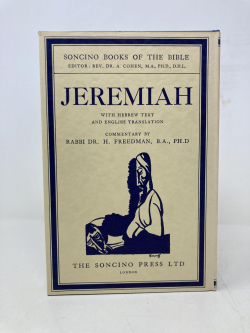 SONCINO BOOKS OF THE BIBLE
EDITOR: REV. DR. A. COHEN, M.A., PH.D., D.H.L.
JEREMIAH
WITH HEBREW TEXT
AND ENGLISH TRANSLATION
COMMENTARY BY
RABBI DR. H. FREEDMAN, B.A., PH.D
THE SONCINO PRESS LTD
LONDON